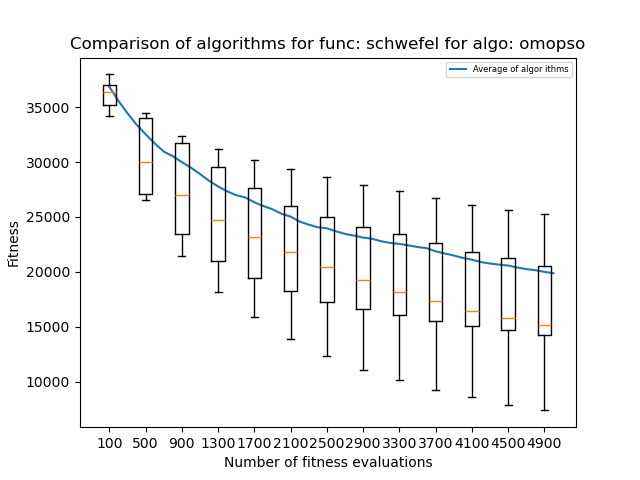 Comparison of algorithms for func: schwefel for algo: omopso
Average of algor ithms
Fitness
35000
30000
25000
20000
15000
10000
100 500 900 1300 1700 2100 2500 2900 3300 3700 4100 4500 4900
Number of fitness evaluations